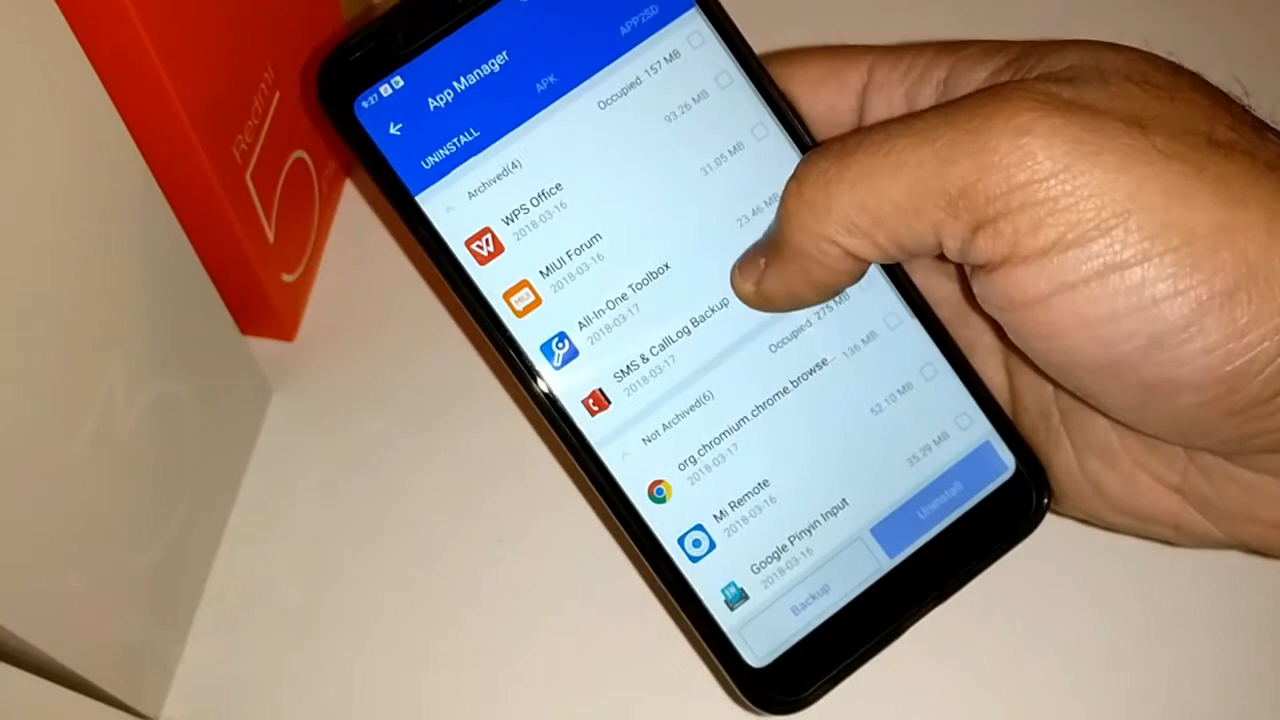 Redmi
5
9:27
App Manager
UNINSTALL
APK
APP2SD
Archived(4)
Occupied: 157 MB
WPS Office
2018-03-16
93.26 MB
MIUI Forum
2018-03-16
31.05 MB
All-In-One Toolbox
2018-03-17
23.46 MB
SMS & CallLog Backup
2018-03-17
Not Archived(6)
Occupied: 275 MB
org.chromium.chrome.browse...
2018-03-17
136 MB
Mi Remote
2018-03-16
52.10 MB
Google Pinyin Input
2018-03-16
35.29 MB
Backup
Uninstall